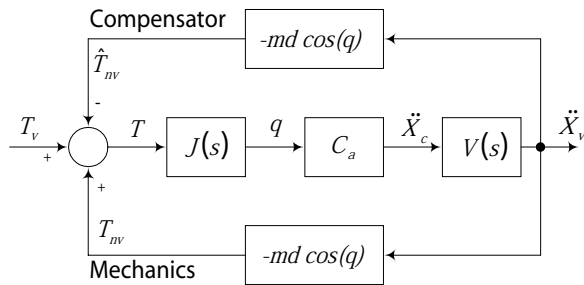 Compensator
-md cos(q)
T̂nv
-
Tv
+
T
J(s)
q
Ca
Ẍc
V(s)
Ẍv
+
Tnv
-md cos(q)
Mechanics